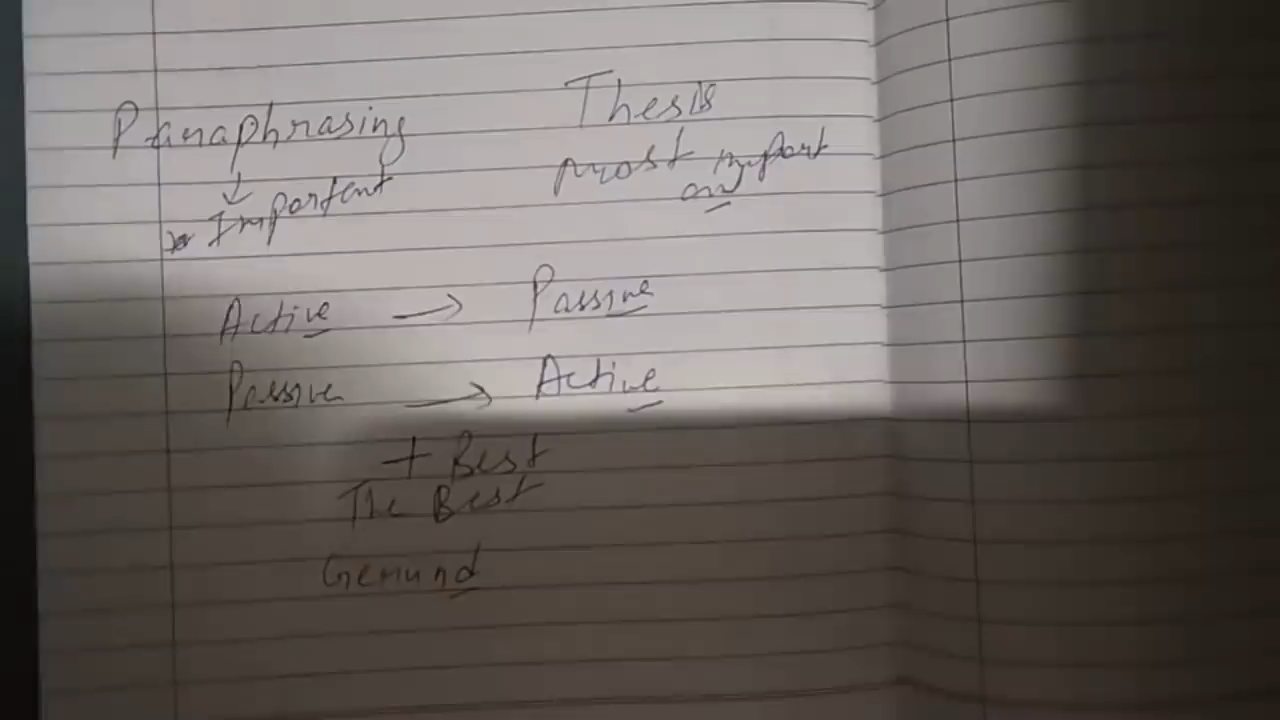 Paraphrasing Thesis
↓ most import
Important
Active → Passive
Passive → Active
+ Best
The Best
Gerund